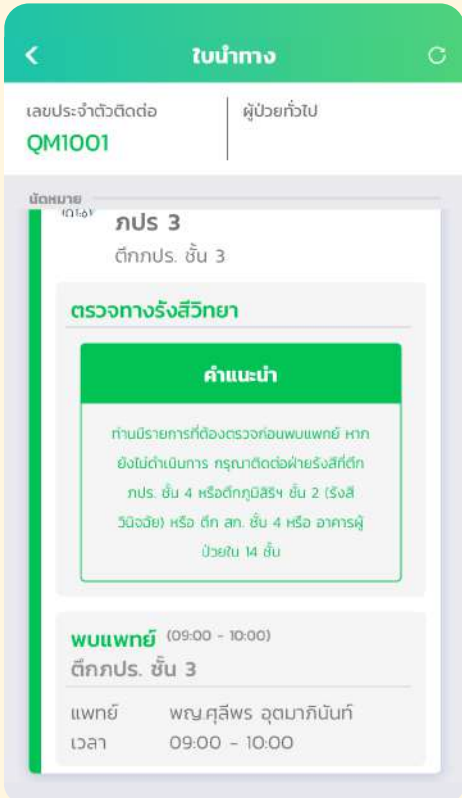 ใบนำทาง
เลขประจำตัวติดต่อ
ผู้ป่วยทั่วไป
QM1001
นัดหมาย
ภปร 3
ตึกภปร. ชั้น 3
ตรวจทางรังสีวิทยา
คำแนะนำ
ท่านมีรายการที่ต้องตรวจก่อนพบแพทย์ หาก
ยังไม่ดำเนินการ กรุณาติดต่อฝ่ายรังสีที่ตึก
ภปร. ชั้น 4 หรือตึกภูมิสิริฯ ชั้น 2 (รังสี
วินิจฉัย) หรือ ตึก สก. ชั้น 4 หรือ อาคารผู้
ป่วยใน 14 ชั้น
พบแพทย์ (09:00 - 10:00)
ตึกภปร. ชั้น 3
แพทย์ พญ.ศุลีพร อุตมาภินันท์
เวลา 09:00 - 10:00